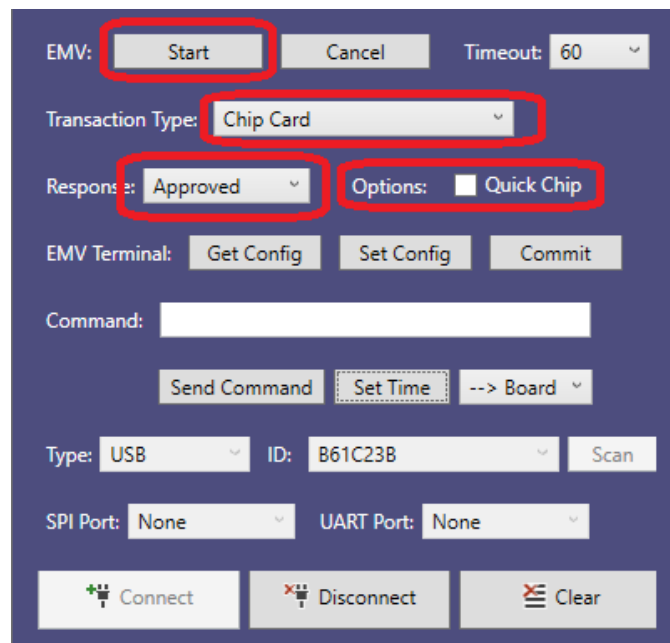 EMV: Start Cancel Timeout: 60
Transaction Type: Chip Card
Response: Approved Options: Quick Chip
EMV Terminal: Get Config Set Config Commit
Command:
Send Command Set Time --> Board
Type: USB ID: B61C23B Scan
SPI Port: None UART Port: None
Connect Disconnect Clear